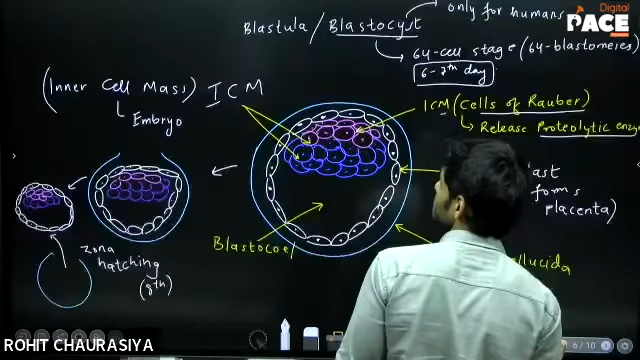 Digital
PACE
only for humans
Blastula / Blastocyst
64-cell stage (64-blastomeres)
6-7th day
(Inner Cell Mass) ICM
Embryo
ICM (Cells of Rauber)
Release Proteolytic enzy
ast
forms
placenta)
Blastocoel
llucida
zona
hatching
(8th)
ROHIT CHAURASIYA
6 / 10